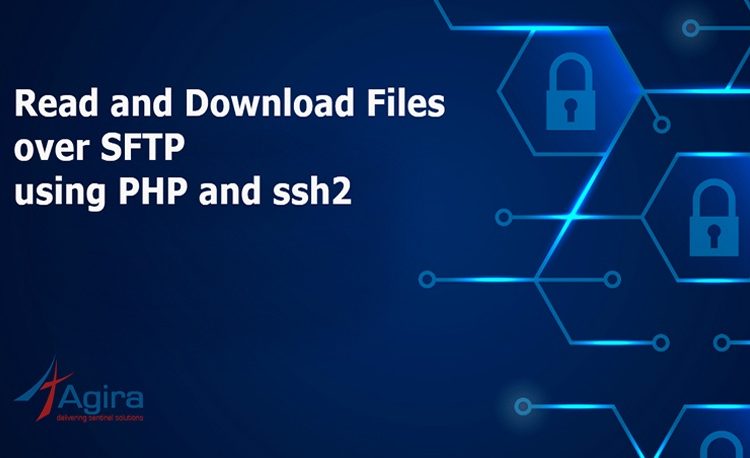 Read and Download Files
over SFTP
using PHP and ssh2
Agira
delivering sentinel solutions